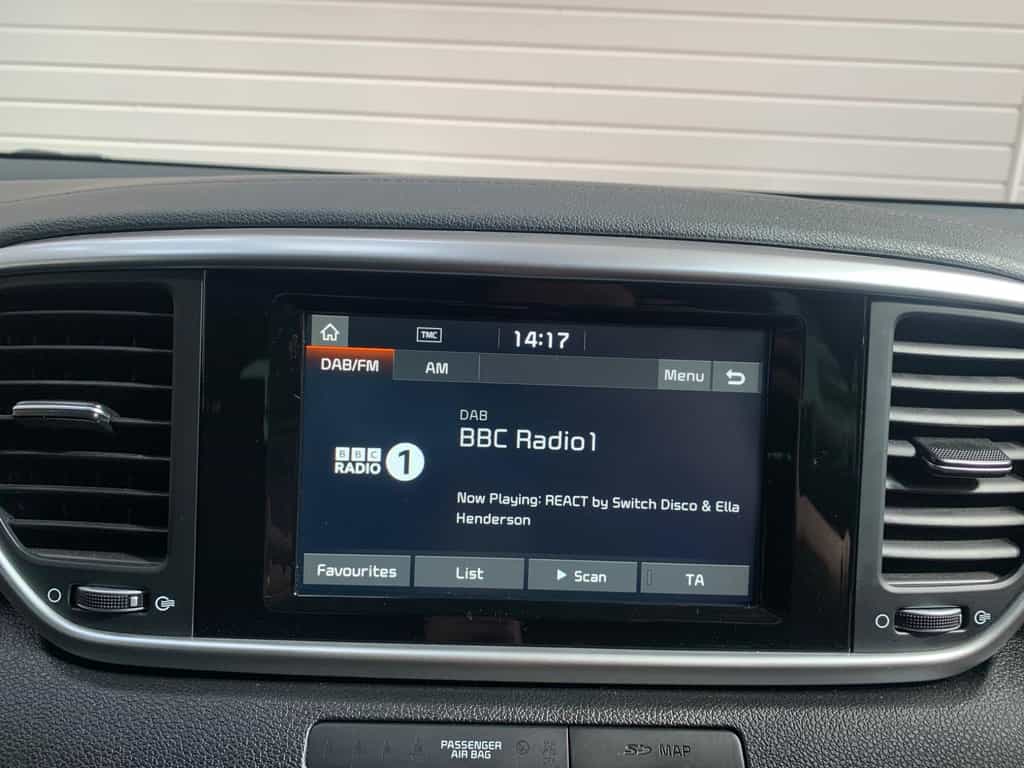 TMC
14:17
DAB/FM
AM
Menu
DAB
BBC Radio1
BBC
RADIO 1
Now Playing: REACT by Switch Disco & Ella
Henderson
Favourites
List
Scan
TA
PASSENGER
AIR BAG
SD MAP